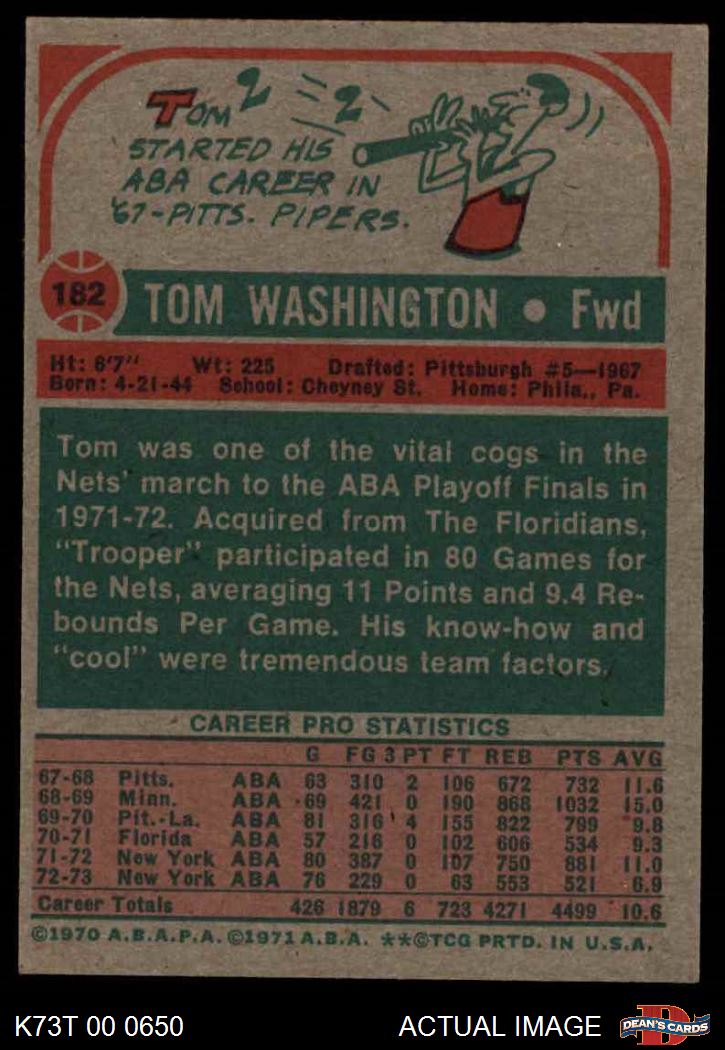 TOM 2 2
STARTED HIS
ABA CAREER IN
'67-PITTS. PIPERS.
182 TOM WASHINGTON • Fwd
Ht: 6'7" Wt: 225 Drafted: Pittsburgh #5—1967
Born: 4-21-44 School: Cheyney St. Home: Phila., Pa.
Tom was one of the vital cogs in the
Nets' march to the ABA Playoff Finals in
1971-72. Acquired from The Floridians,
"Trooper" participated in 80 Games for
the Nets, averaging 11 Points and 9.4 Re-
bounds Per Game. His know-how and
"cool" were tremendous team factors.
CAREER PRO STATISTICS
G FG 3 PT FT REB PTS AVG
67-68 Pitts. ABA 63 310 2 106 672 732 11.6
68-69 Minn. ABA 69 421 0 190 868 1032 15.0
69-70 Pit.-La. ABA 81 316 4 155 822 799 9.8
70-71 Florida ABA 57 216 0 102 606 534 9.3
71-72 New York ABA 80 387 0 107 750 881 11.0
72-73 New York ABA 76 229 0 63 553 521 6.9
Career Totals 426 1879 6 723 4271 4499 10.6
©1970 A.B.A.P.A. ©1971 A.B.A. **©TCG PRTD. IN U.S.A.
K73T 00 0650 ACTUAL IMAGE D DEAN'S CARDS